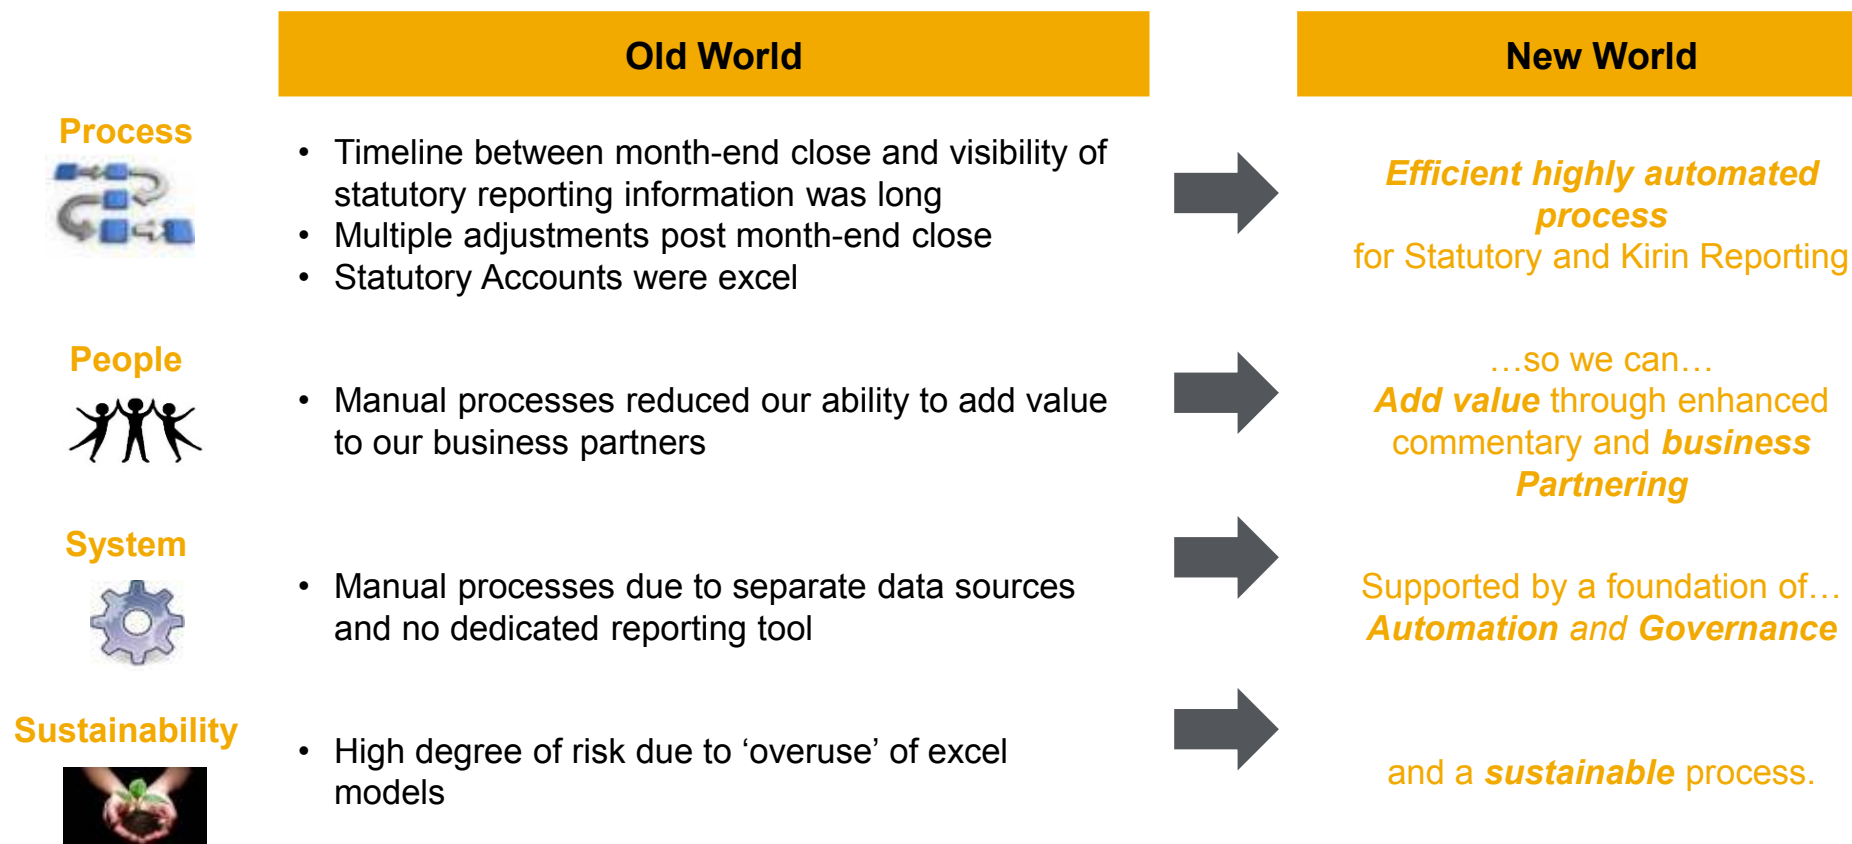 Old World
New World
Process
• Timeline between month-end close and visibility of
statutory reporting information was long
• Multiple adjustments post month-end close
• Statutory Accounts were excel
Efficient highly automated
process
for Statutory and Kirin Reporting
People
• Manual processes reduced our ability to add value
to our business partners
…so we can…
Add value through enhanced
commentary and business
Partnering
System
• Manual processes due to separate data sources
and no dedicated reporting tool
Supported by a foundation of…
Automation and Governance
Sustainability
• High degree of risk due to ‘overuse’ of excel
models
and a sustainable process.